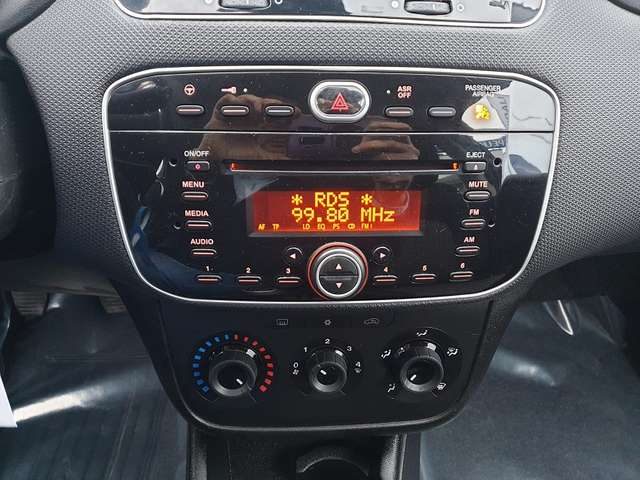 ASR
OFF
PASSENGER
AIRBAG
ON/OFF
EJECT
MENU
* RDS *
MUTE
MEDIA
99.80 MHz
FM
AF TP LO EQ PS CD FM1
AUDIO
AM
1 2 3 4 5 6
0 1 2 3 4